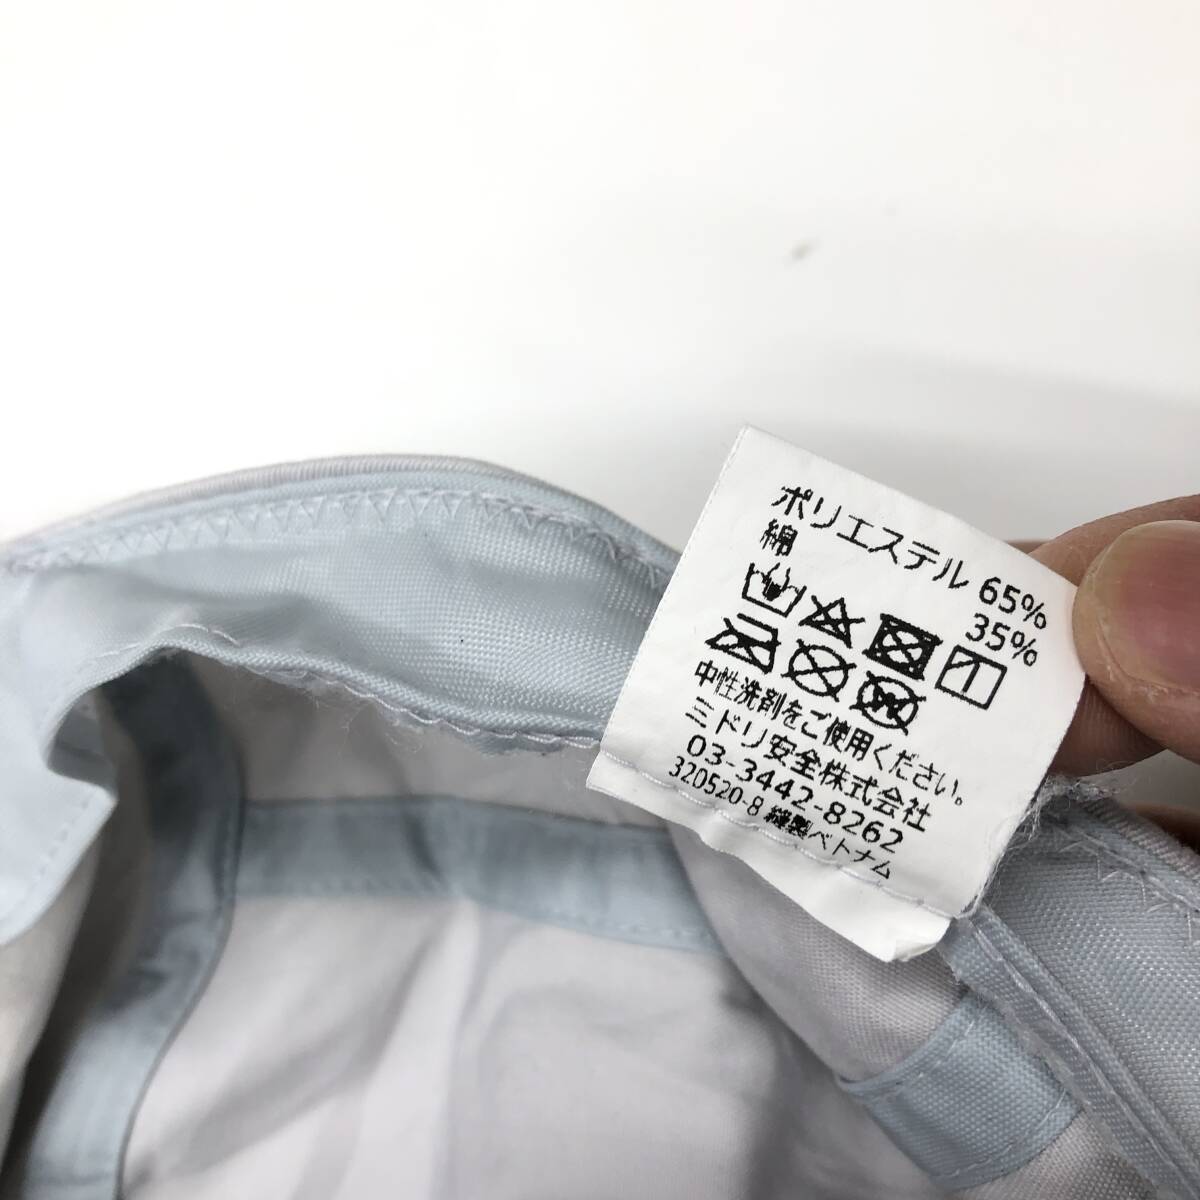 ポリエステル 65%
綿 35%
中性洗剤をご使用ください。
ミドリ安全株式会社
03-3442-8262
320520-8 縫製ベトナム